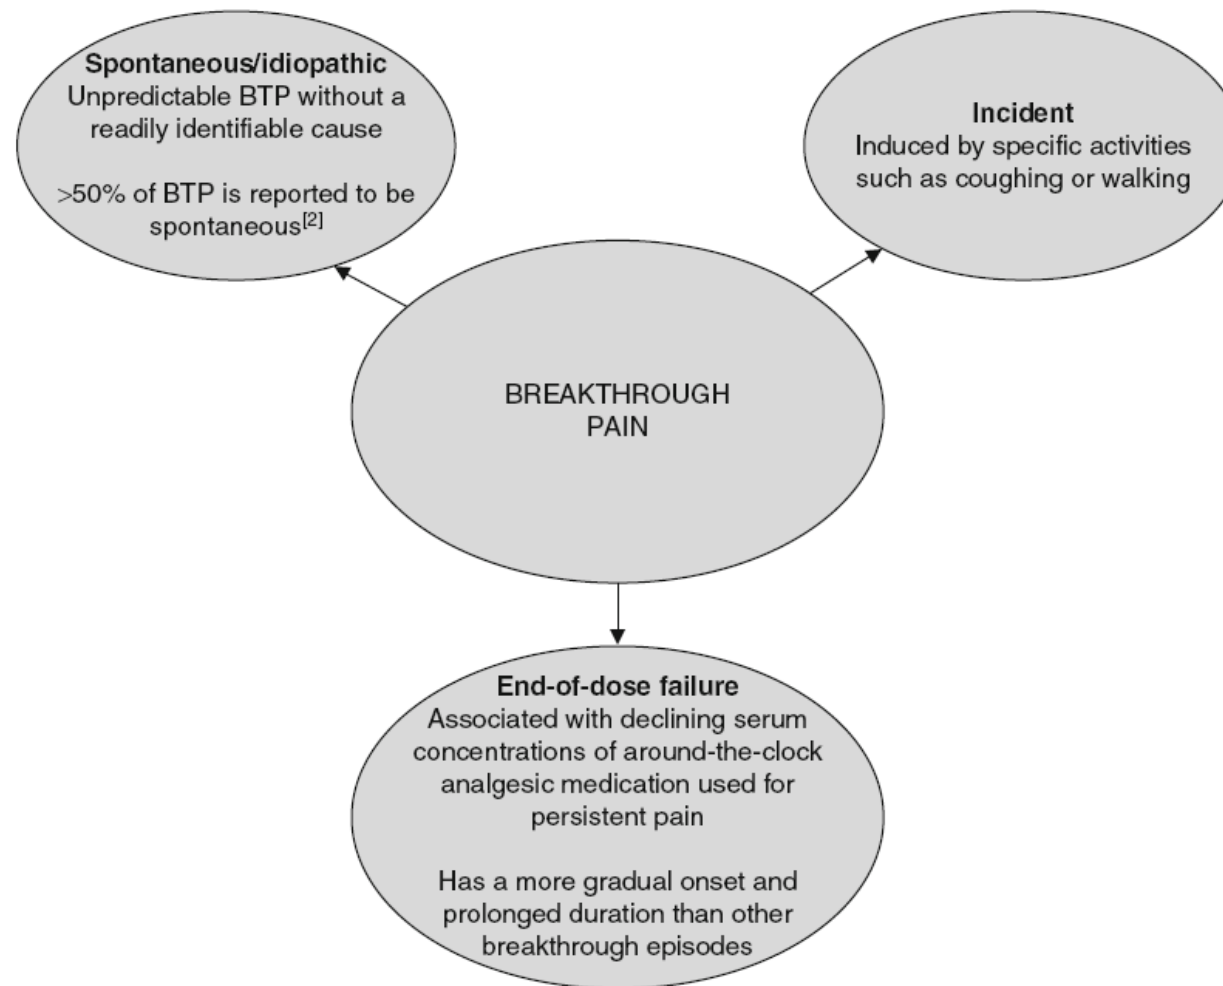 Spontaneous/idiopathic
Unpredictable BTP without a
readily identifiable cause
>50% of BTP is reported to be
spontaneous[2]
Incident
Induced by specific activities
such as coughing or walking
BREAKTHROUGH
PAIN
End-of-dose failure
Associated with declining serum
concentrations of around-the-clock
analgesic medication used for
persistent pain
Has a more gradual onset and
prolonged duration than other
breakthrough episodes